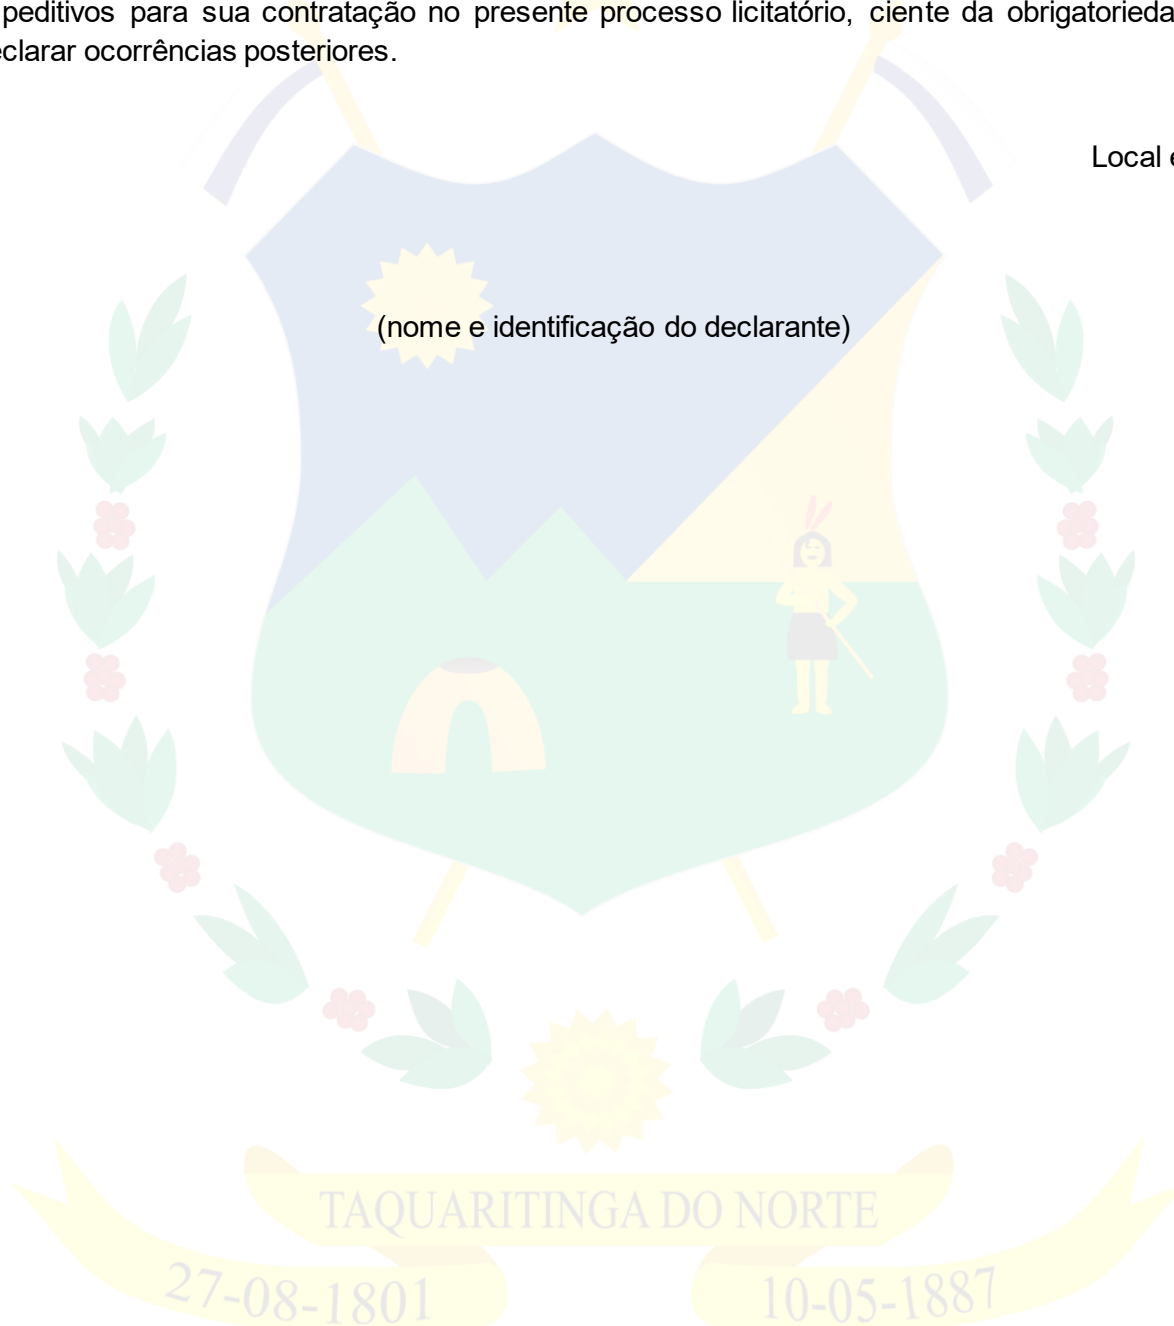 peditivos para sua contratação no presente processo licitatório, ciente da obrigatorieda
clarar ocorrências posteriores.
Local e
(nome e identificação do declarante)
TAQUARITINGA DO NORTE
27-08-1801
10-05-1887